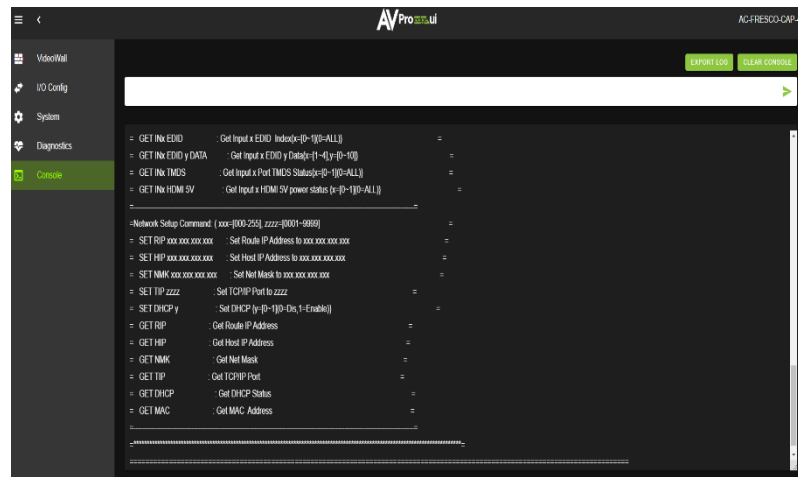 AVPro ui
AC-FRESCO-CAP-
VideoWall
I/O Config
System
Diagnostics
Console
EXPORT LOG
CLEAR CONSOLE
= GET INx EDID : Get Input x EDID Index{x=[0~1](0=ALL)} =
= GET INx EDID y DATA : Get Input x EDID y Data{x=[1~4],y=[0~10]} =
= GET INx TMDS : Get Input x Port TMDS Status{x=[0~1](0=ALL)} =
= GET INx HDMI 5V : Get Input x HDMI 5V power status {x=[0~1](0=ALL)} =
=Network Setup Command: ( xxx=[000-255], zzzz=[0001~9999] =
= SET RIP xxx.xxx.xxx.xxx : Set Route IP Address to xxx.xxx.xxx.xxx =
= SET HIP xxx.xxx.xxx.xxx : Set Host IP Address to xxx.xxx.xxx.xxx =
= SET NMK xxx.xxx.xxx.xxx : Set Net Mask to xxx.xxx.xxx.xxx =
= SET TIP zzzz : Set TCP/IP Port to zzzz =
= SET DHCP y : Set DHCP {y=[0~1](0=Dis,1=Enable)} =
= GET RIP : Get Route IP Address =
= GET HIP : Get Host IP Address =
= GET NMK : Get Net Mask =
= GET TIP : Get TCP/IP Port =
= GET DHCP : Get DHCP Status =
= GET MAC : Get MAC Address =